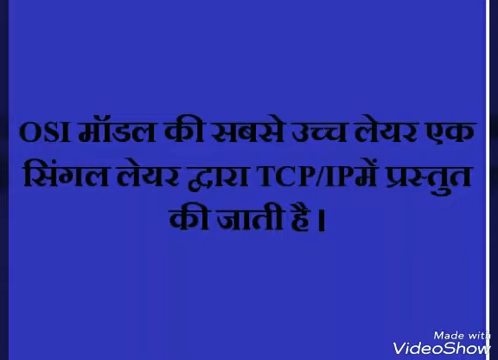 OSI मॉडल की सबसे उच्च लेयर एक
सिंगल लेयर द्वारा TCP/IPमें प्रस्तुत
की जाती है।
Made with
VideoShow